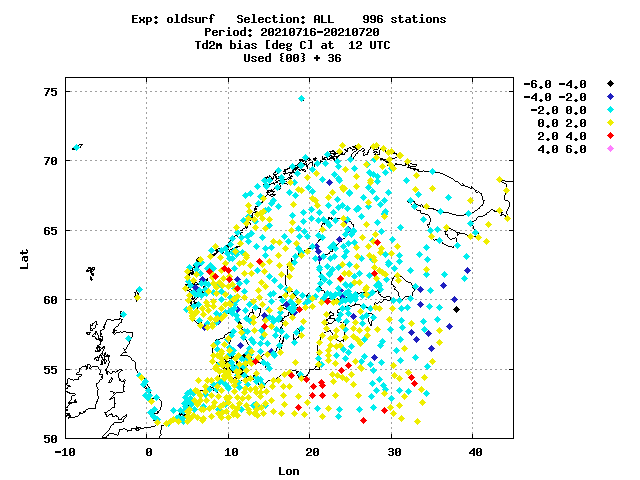 Exp: oldsurf   Selection: ALL    996 stations
Period: 20210716-20210720
Td2m bias [deg C] at  12 UTC
Used {00} + 36
-6.0 -4.0
-4.0 -2.0
-2.0 0.0
0.0 2.0
2.0 4.0
4.0 6.0
75
70
65
60
55
50
Lat
-10 0 10 20 30 40
Lon